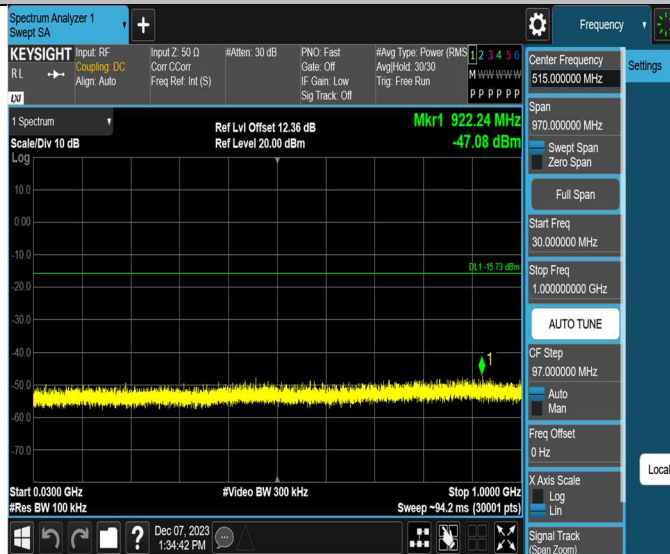 Spectrum Analyzer 1
Swept SA
+
Frequency
KEYSIGHT
RL
LXI
Input: RF
Coupling: DC
Align: Auto
Input Z: 50 Ω
Corr CCorr
Freq Ref: Int (S)
#Atten: 30 dB
PNO: Fast
Gate: Off
IF Gain: Low
Sig Track: Off
#Avg Type: Power (RMS
Avg|Hold: 30/30
Trig: Free Run
1 2 3 4 5 6
M W W W W W
P P P P P P
1 Spectrum
Scale/Div 10 dB
Log
Ref Lvl Offset 12.36 dB
Ref Level 20.00 dBm
Mkr1 922.24 MHz
-47.08 dBm
10.0
0.00
-10.0
DL1 -15.73 dBm
-20.0
-30.0
-40.0
1
-50.0
-60.0
-70.0
Start 0.0300 GHz
#Res BW 100 kHz
#Video BW 300 kHz
Stop 1.0000 GHz
Sweep ~94.2 ms (30001 pts)
?
Dec 07, 2023
1:34:42 PM
Center Frequency
515.000000 MHz
Span
970.000000 MHz
Swept Span
Zero Span
Full Span
Start Freq
30.000000 MHz
Stop Freq
1.000000000 GHz
AUTO TUNE
CF Step
97.000000 MHz
Auto
Man
Freq Offset
0 Hz
X Axis Scale
Log
Lin
Signal Track
(Span Zoom)
Settings
Local